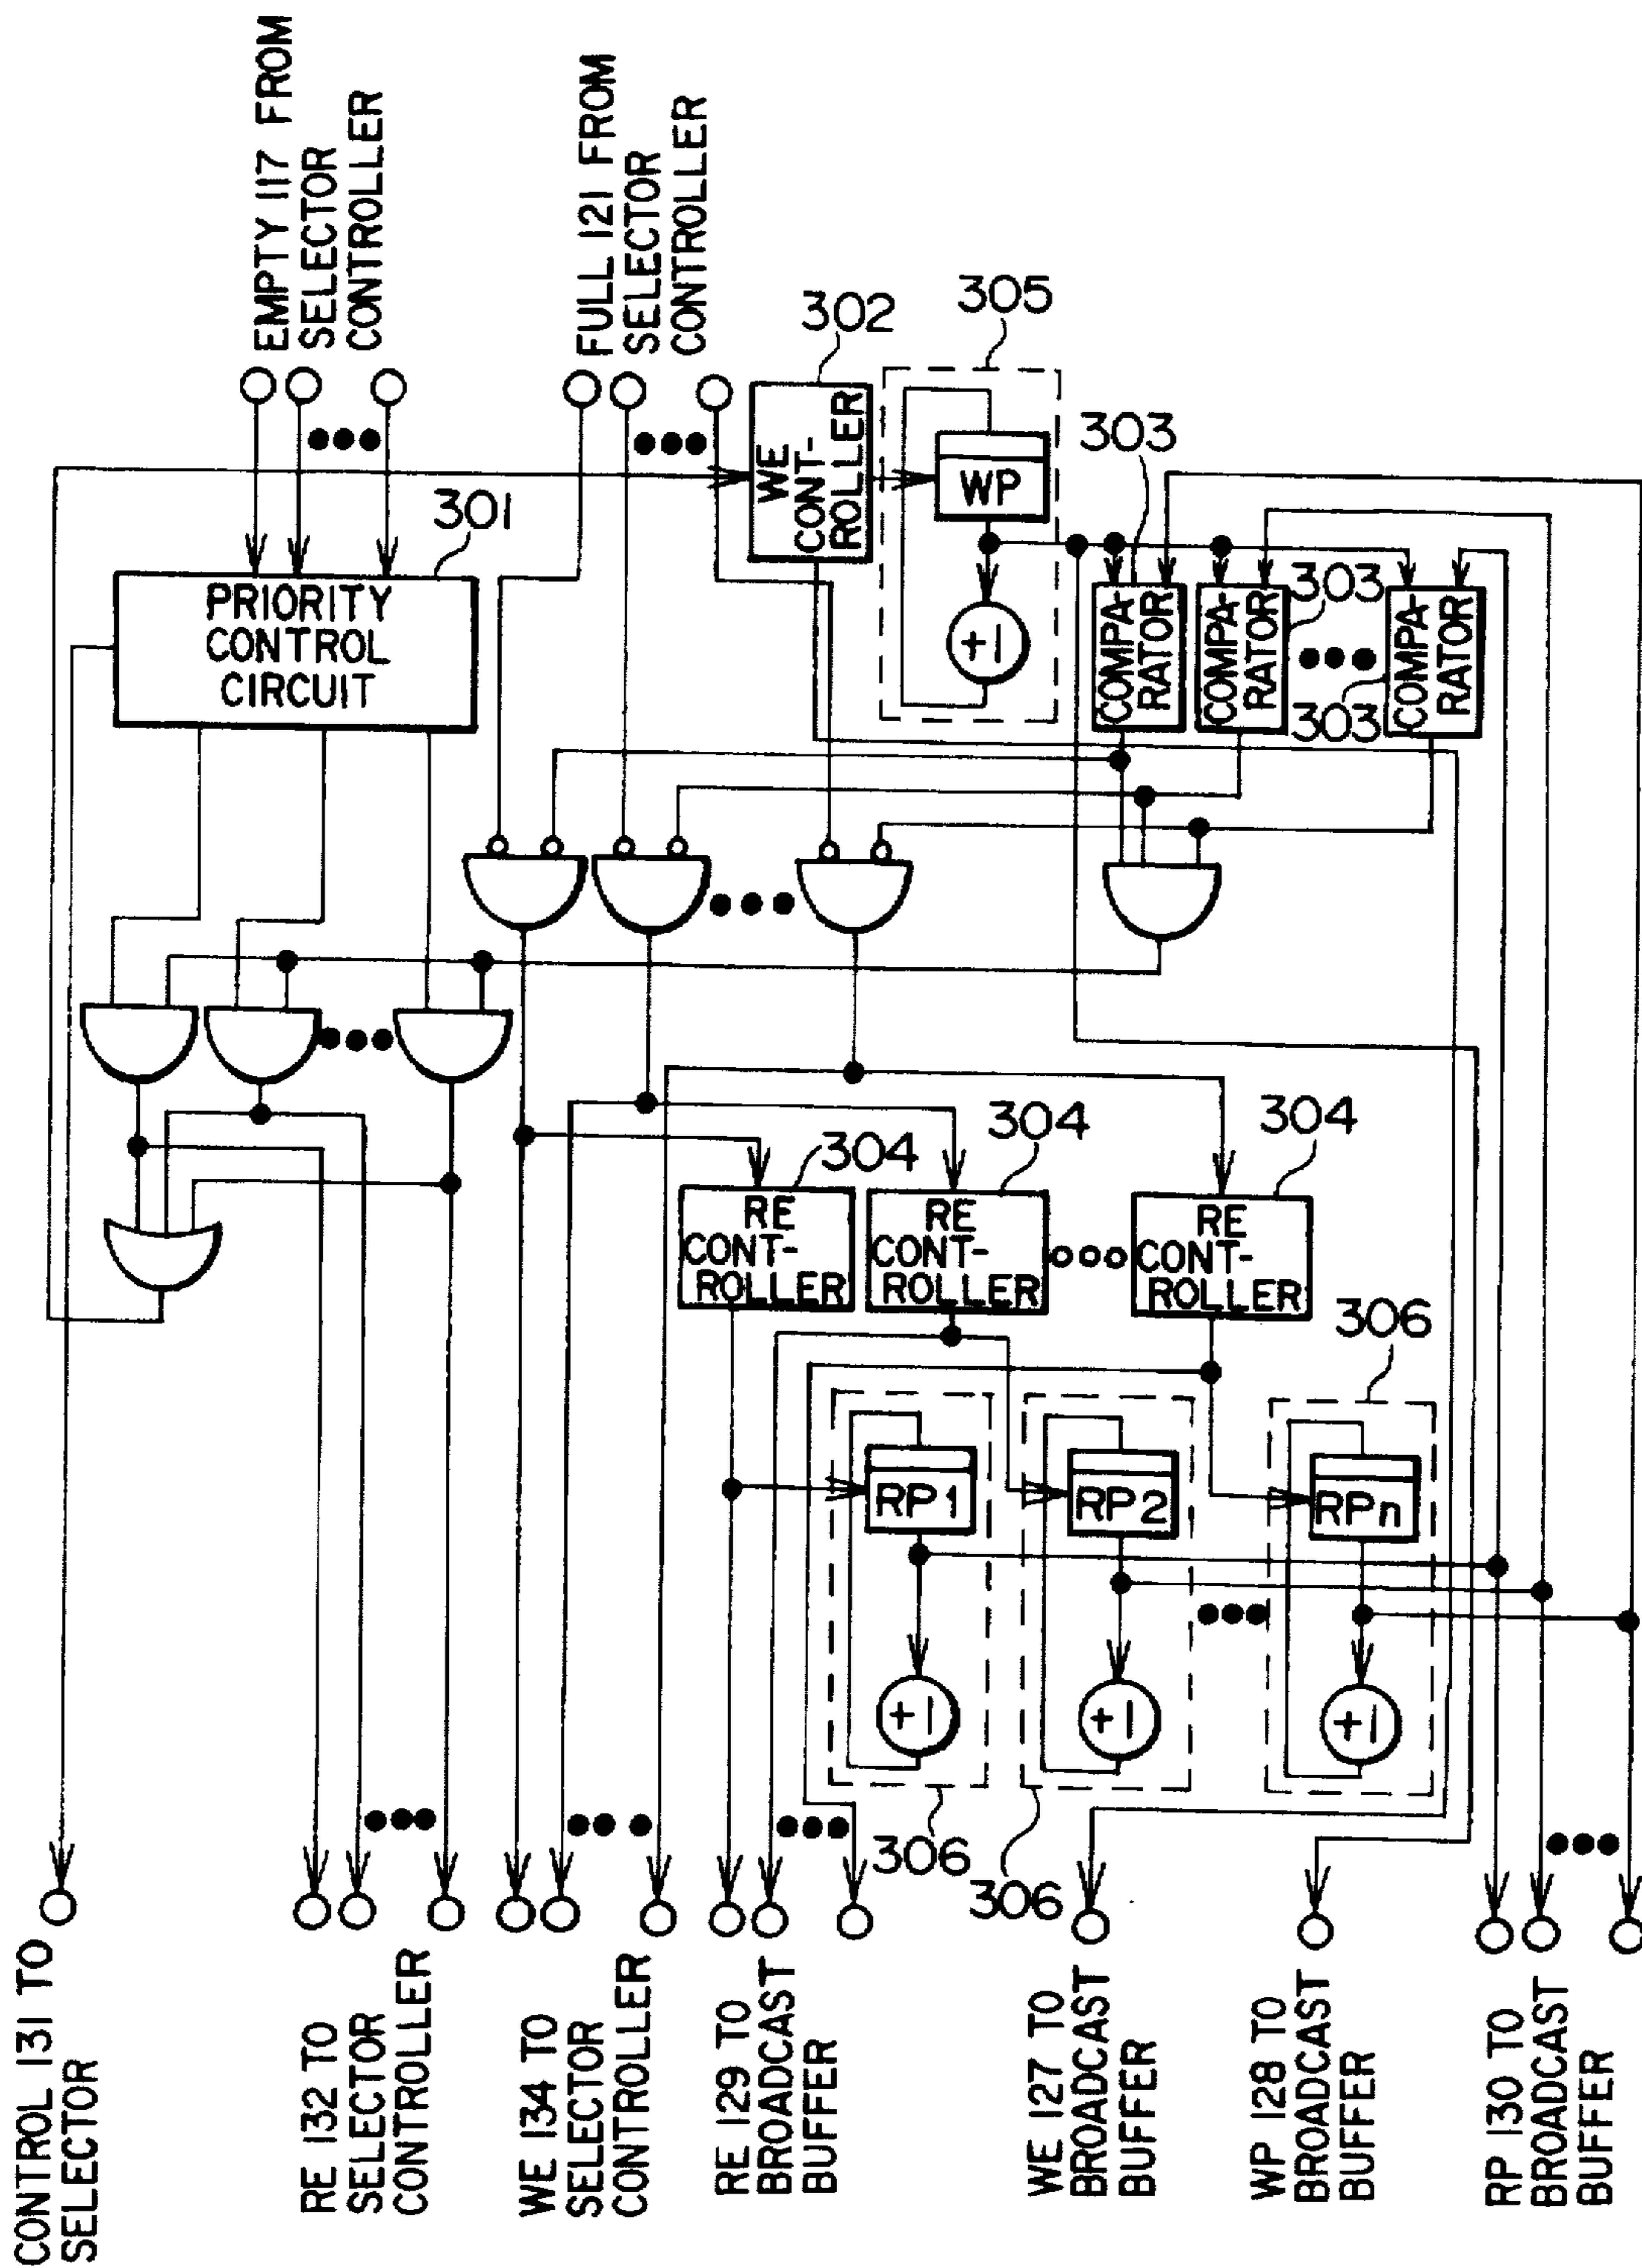 EMPTY 117 FROM
SELECTOR
CONTROLLER
FULL 121 FROM
SELECTOR
CONTROLLER
301
PRIORITY
CONTROL
CIRCUIT
302
WE
CONT-
ROLLER
305
WP
+1
303
COMPA-
RATOR
303
COMPA-
RATOR
303
COMPA-
RATOR
304
RE
CONT-
ROLLER
304
RE
CONT-
ROLLER
304
RE
CONT-
ROLLER
306
RP1
+1
306
RP2
+1
306
RPn
+1
CONTROL 131 TO
SELECTOR
RE 132 TO
SELECTOR
CONTROLLER
WE 134 TO
SELECTOR
CONTROLLER
RE 129 TO
BROADCAST
BUFFER
WE 127 TO
BROADCAST
BUFFER
WP 128 TO
BROADCAST
BUFFER
RP 130 TO
BROADCAST
BUFFER